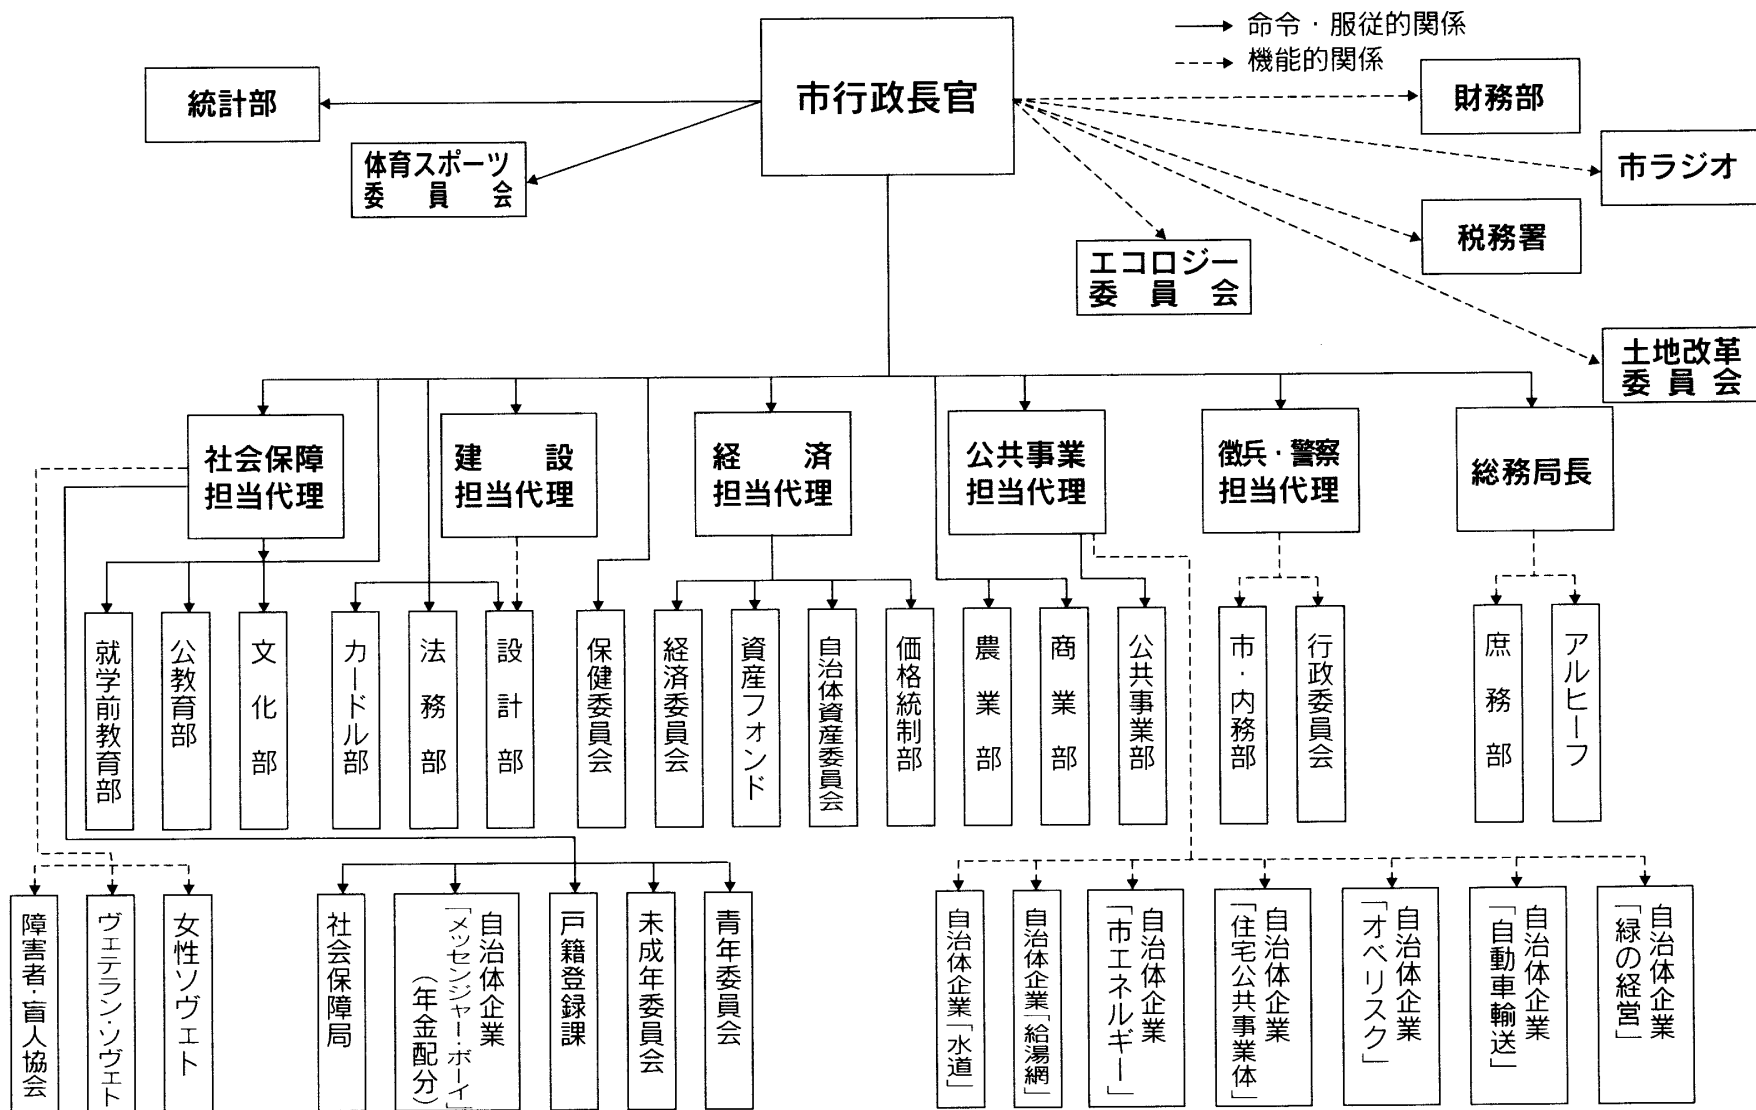 命令・服従的関係
機能的関係
市行政長官
統計部
体育スポーツ
委員会
財務部
市ラジオ
税務署
エコロジー
委員会
土地改革
委員会
社会保障
担当代理
建設
担当代理
経済
担当代理
公共事業
担当代理
徴兵・警察
担当代理
総務局長
就学前教育部
公教育部
文化部
カードル部
法務部
設計部
保健委員会
経済委員会
資産フォンド
自治体資産委員会
価格統制部
農業部
商業部
公共事業部
市・内務部
行政委員会
庶務部
アルヒーフ
障害者・盲人協会
ヴェテラン・ソヴェト
女性ソヴェト
社会保障局
自治体企業
「メッセンジャー・ボーイ」
（年金配分）
戸籍登録課
未成年委員会
青年委員会
自治体企業「水道」
自治体企業「給湯網」
自治体企業
「市エネルギー」
自治体企業
「住宅公共事業体」
自治体企業
「オベリスク」
自治体企業
「自動車輸送」
自治体企業
「緑の経営」